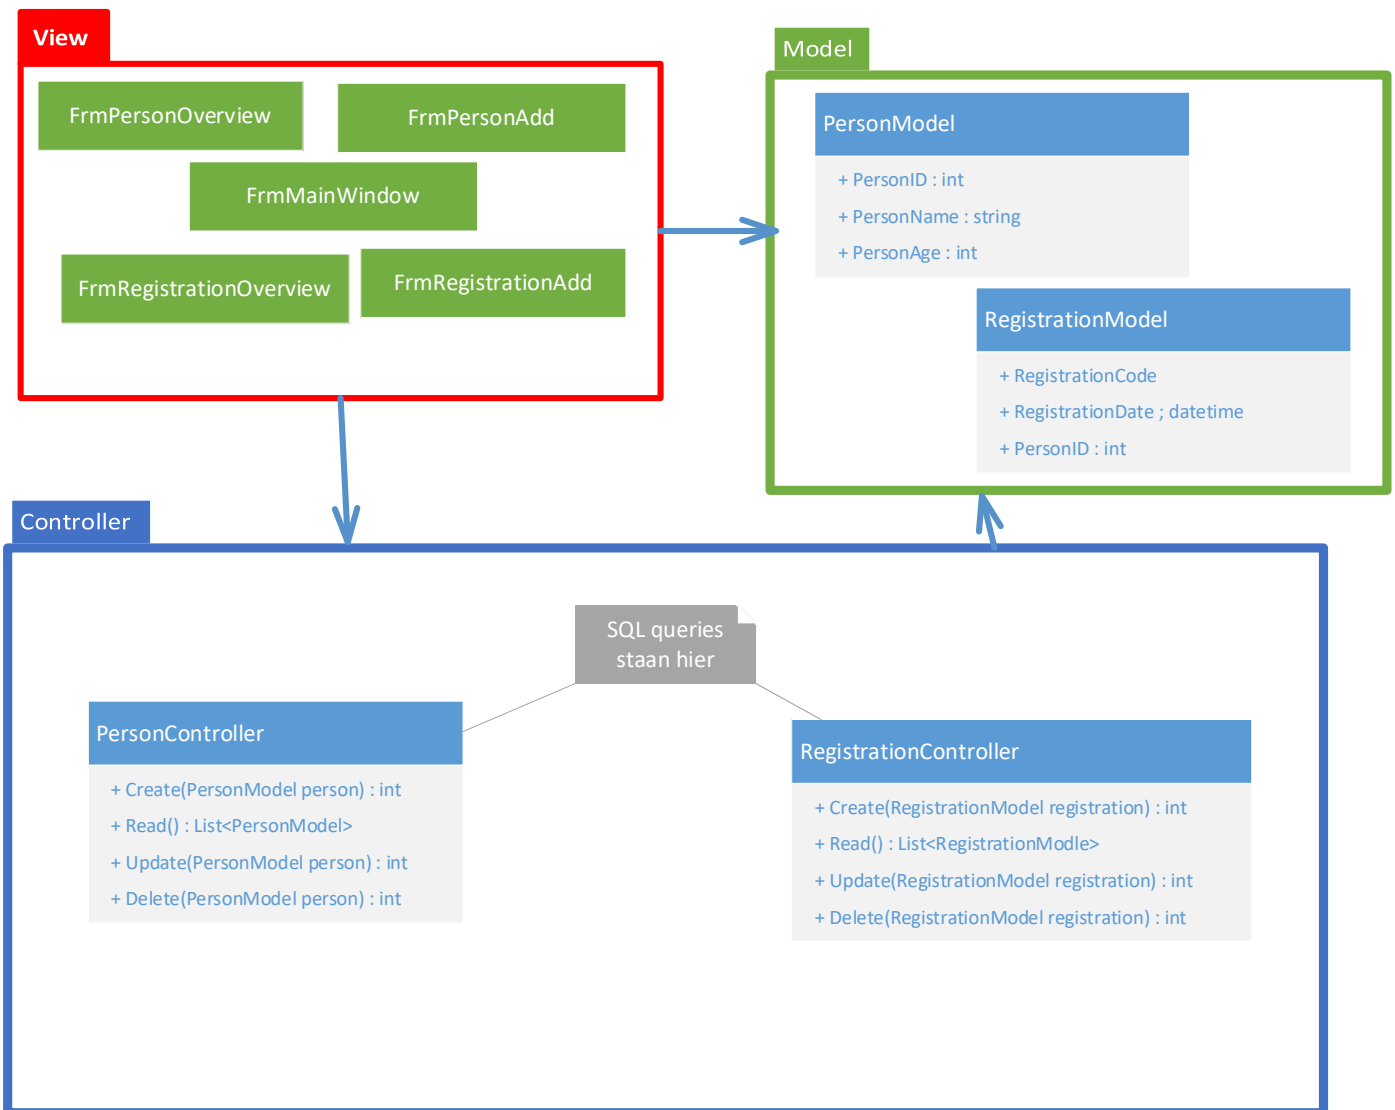 View
FrmPersonOverview
FrmPersonAdd
FrmMainWindow
FrmRegistrationOverview
FrmRegistrationAdd
Model
PersonModel
+ PersonID : int
+ PersonName : string
+ PersonAge : int
RegistrationModel
+ RegistrationCode
+ RegistrationDate ; datetime
+ PersonID : int
Controller
SQL queries
staan hier
PersonController
+ Create(PersonModel person) : int
+ Read() : List<PersonModel>
+ Update(PersonModel person) : int
+ Delete(PersonModel person) : int
RegistrationController
+ Create(RegistrationModel registration) : int
+ Read() : List<RegistrationModle>
+ Update(RegistrationModel registration) : int
+ Delete(RegistrationModel registration) : int